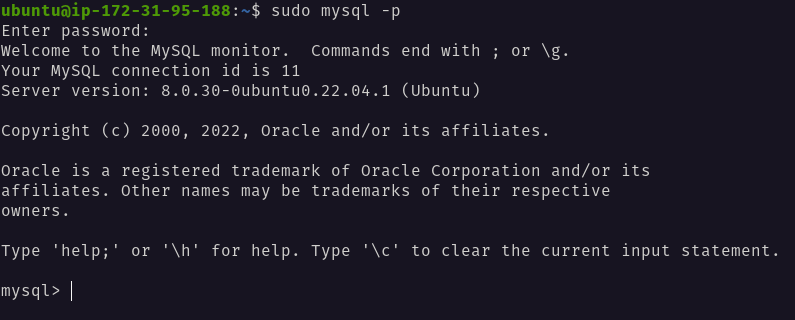 ubuntu@ip-172-31-95-188:~$ sudo mysql -p
Enter password:
Welcome to the MySQL monitor.  Commands end with ; or \g.
Your MySQL connection id is 11
Server version: 8.0.30-0ubuntu0.22.04.1 (Ubuntu)
Copyright (c) 2000, 2022, Oracle and/or its affiliates.
Oracle is a registered trademark of Oracle Corporation and/or its
affiliates. Other names may be trademarks of their respective
owners.
Type 'help;' or '\h' for help. Type '\c' to clear the current input statement.
mysql>